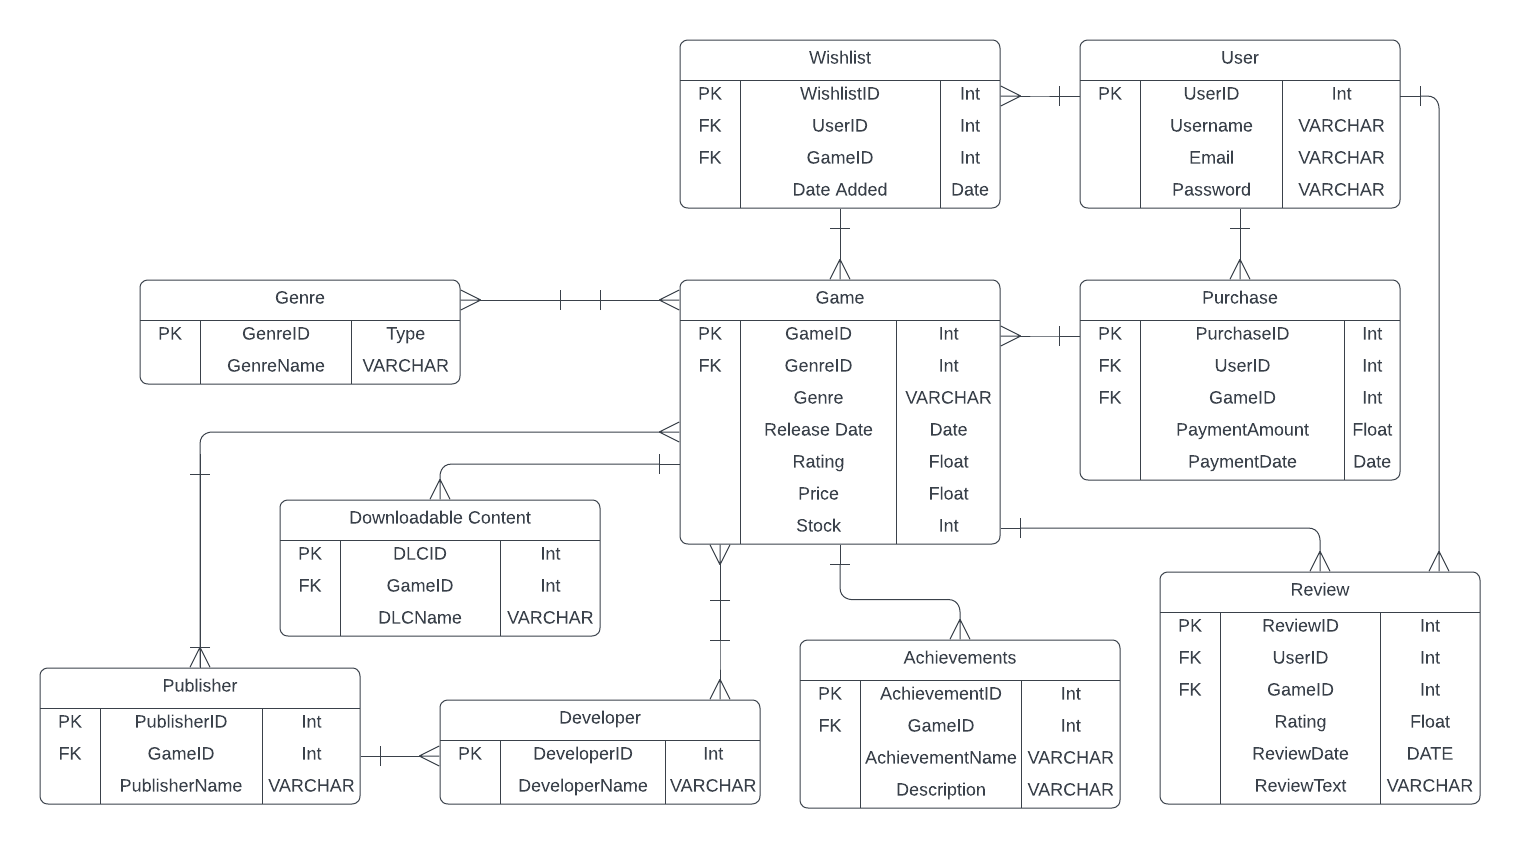 Wishlist
PK WishlistID Int
FK UserID Int
FK GameID Int
Date Added Date
User
PK UserID Int
Username VARCHAR
Email VARCHAR
Password VARCHAR
Genre
PK GenreID Type
GenreName VARCHAR
Game
PK GameID Int
FK GenreID Int
Genre VARCHAR
Release Date Date
Rating Float
Price Float
Stock Int
Purchase
PK PurchaseID Int
FK UserID Int
FK GameID Int
PaymentAmount Float
PaymentDate Date
Downloadable Content
PK DLCID Int
FK GameID Int
DLCName VARCHAR
Publisher
PK PublisherID Int
FK GameID Int
PublisherName VARCHAR
Developer
PK DeveloperID Int
DeveloperName VARCHAR
Achievements
PK AchievementID Int
FK GameID Int
AchievementName VARCHAR
Description VARCHAR
Review
PK ReviewID Int
FK UserID Int
FK GameID Int
Rating Float
ReviewDate DATE
ReviewText VARCHAR